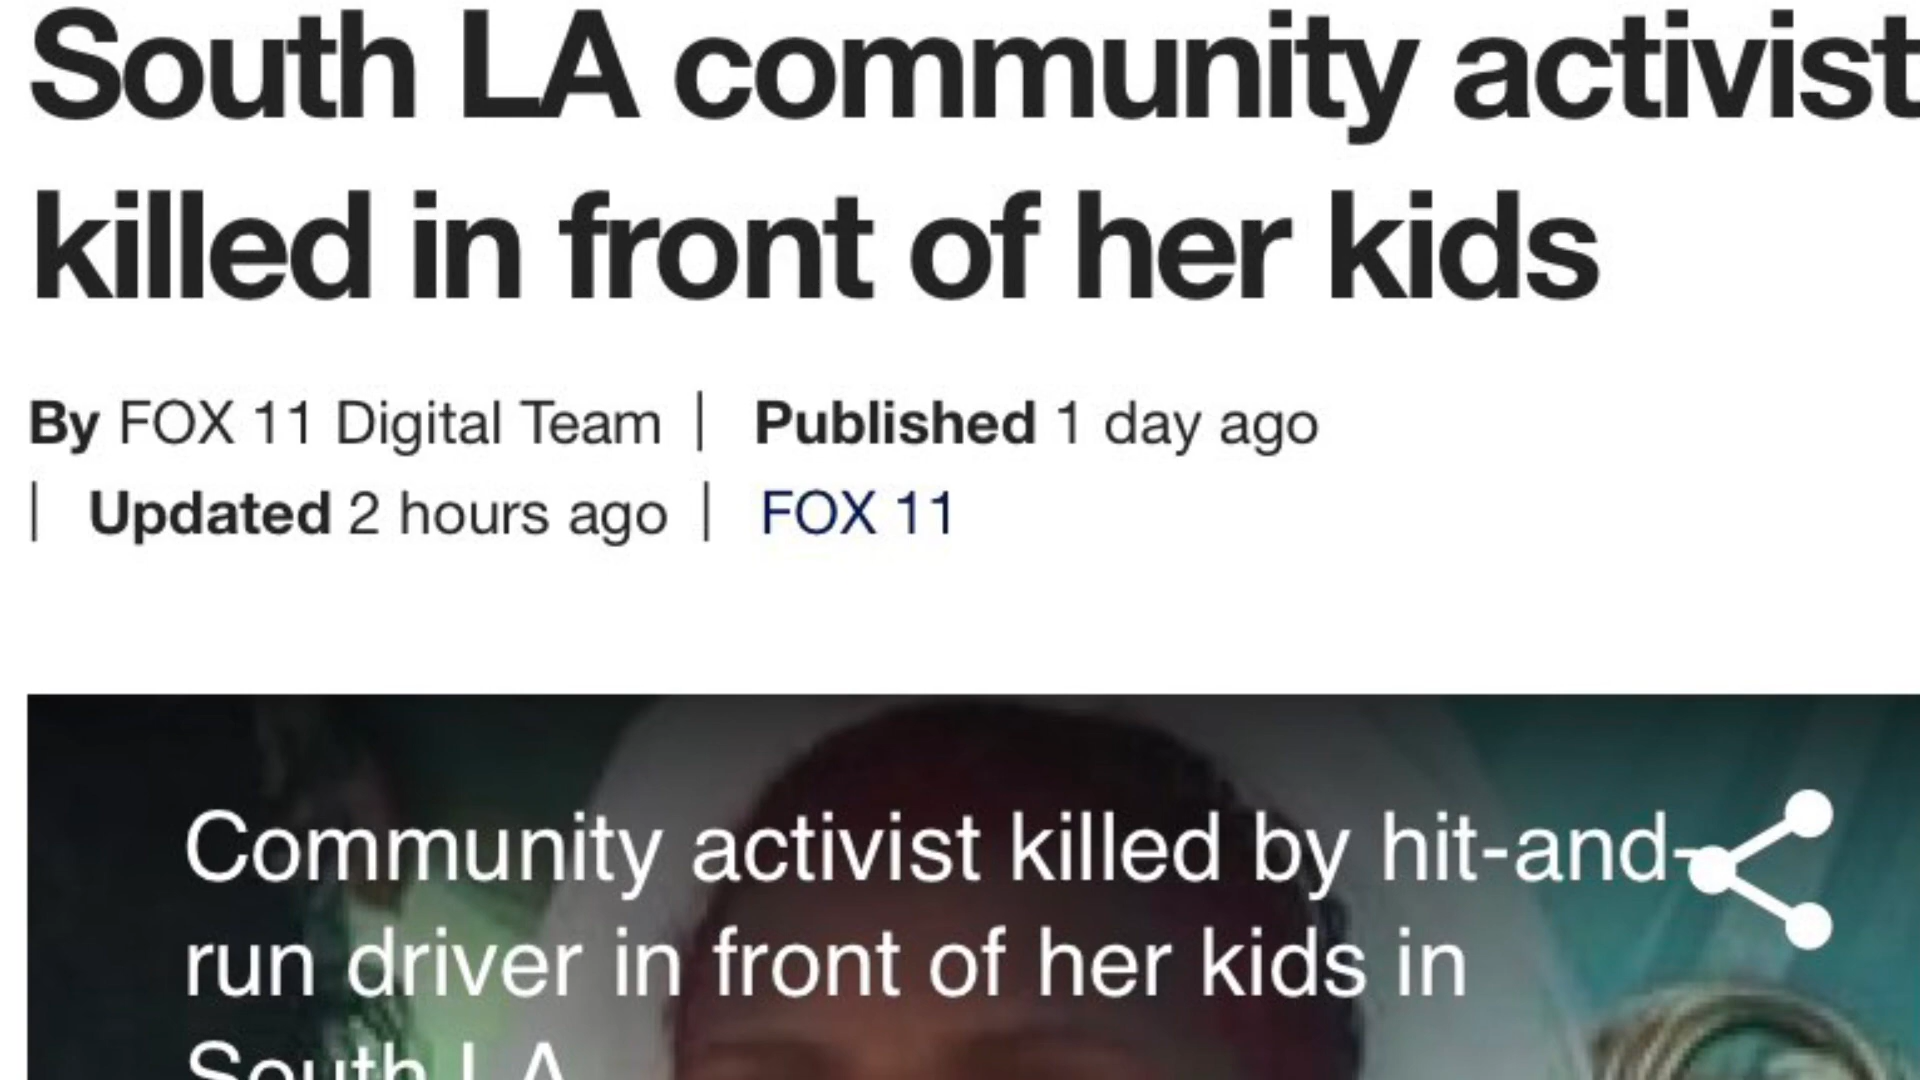 South LA community activist
killed in front of her kids
By FOX 11 Digital Team | Published 1 day ago
| Updated 2 hours ago | FOX 11
Community activist killed by hit-and-
run driver in front of her kids in
South LA